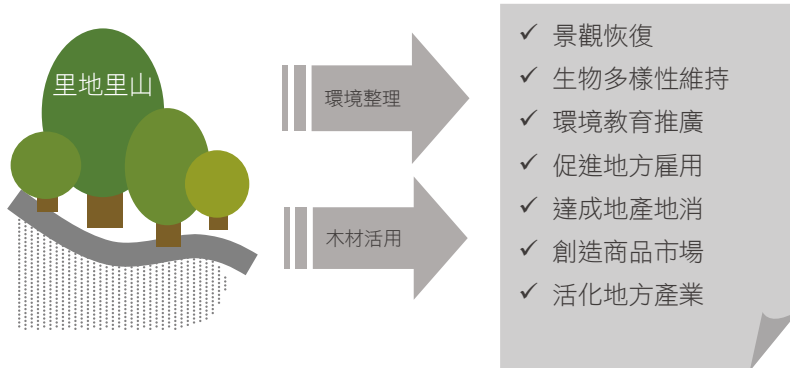 里地里山
環境整理
木材活用
✓ 景觀恢復
✓ 生物多樣性維持
✓ 環境教育推廣
✓ 促進地方雇用
✓ 達成地產地消
✓ 創造商品市場
✓ 活化地方產業